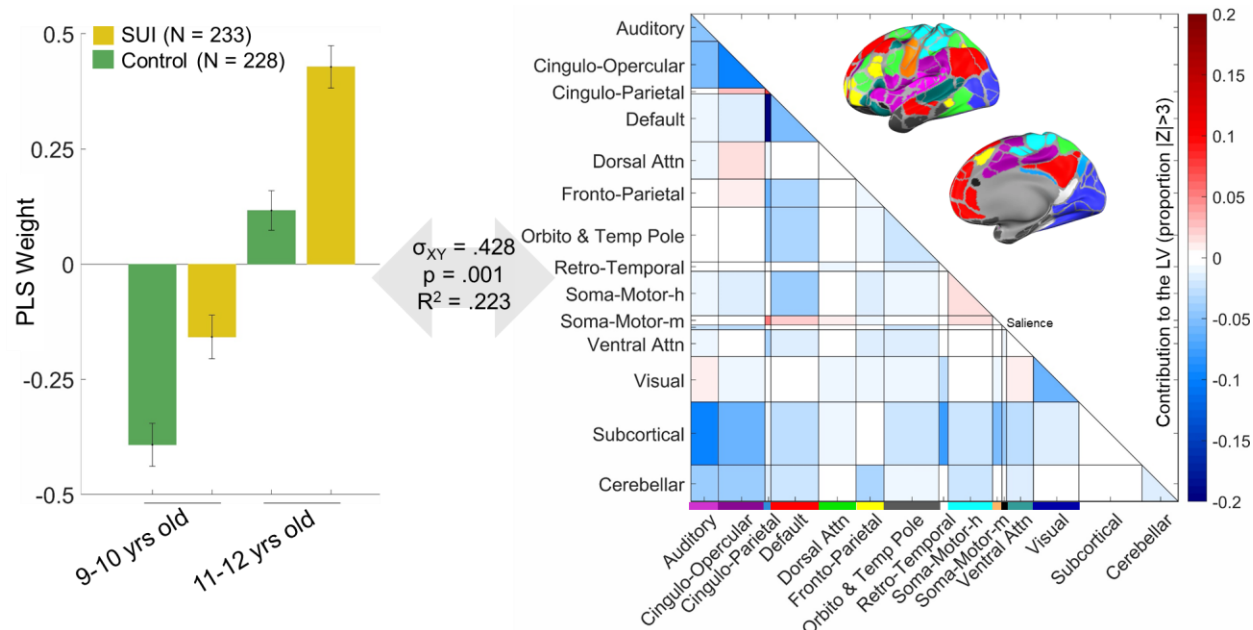 0.5
SUI (N = 233)
Control (N = 228)
0.25
0
-0.25
-0.5
PLS Weight
9-10 yrs old
11-12 yrs old
σXY = .428
p = .001
R² = .223
Auditory
Cingulo-Opercular
Cingulo-Parietal
Default
Dorsal Attn
Fronto-Parietal
Orbito & Temp Pole
Retro-Temporal
Soma-Motor-h
Soma-Motor-m
Salience
Ventral Attn
Visual
Subcortical
Cerebellar
Auditory
Cingulo-Opercular
Cingulo-Parietal
Default
Dorsal Attn
Fronto-Parietal
Orbito & Temp Pole
Retro-Temporal
Soma-Motor-h
Soma-Motor-m
Ventral Attn
Visual
Subcortical
Cerebellar
Contribution to the LV (proportion |Z|>3)
0.2
0.15
0.1
0.05
0
-0.05
-0.1
-0.15
-0.2